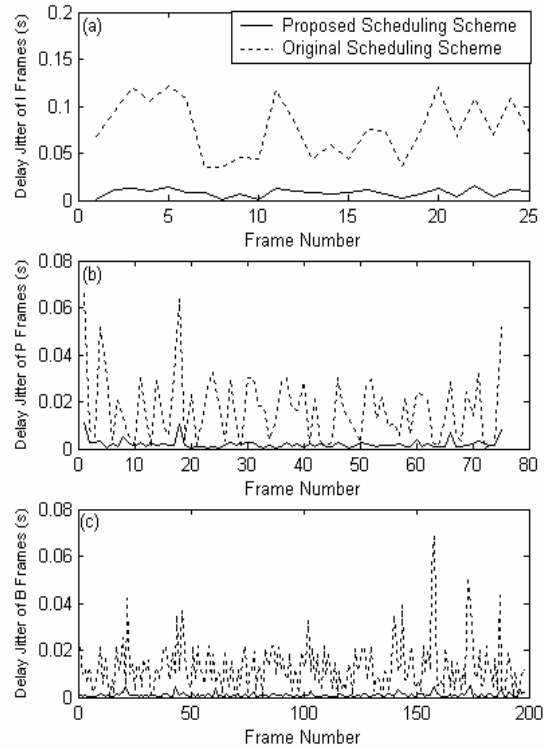 0.2
(a)
Proposed Scheduling Scheme
Original Scheduling Scheme
0.15
0.1
0.05
0
Delay Jitter of I Frames (s)
0 5 10 15 20 25
Frame Number
0.08
(b)
0.06
0.04
0.02
0
Delay Jitter of P Frames (s)
0 10 20 30 40 50 60 70 80
Frame Number
0.08
(c)
0.06
0.04
0.02
0
Delay Jitter of B Frames (s)
0 50 100 150 200
Frame Number